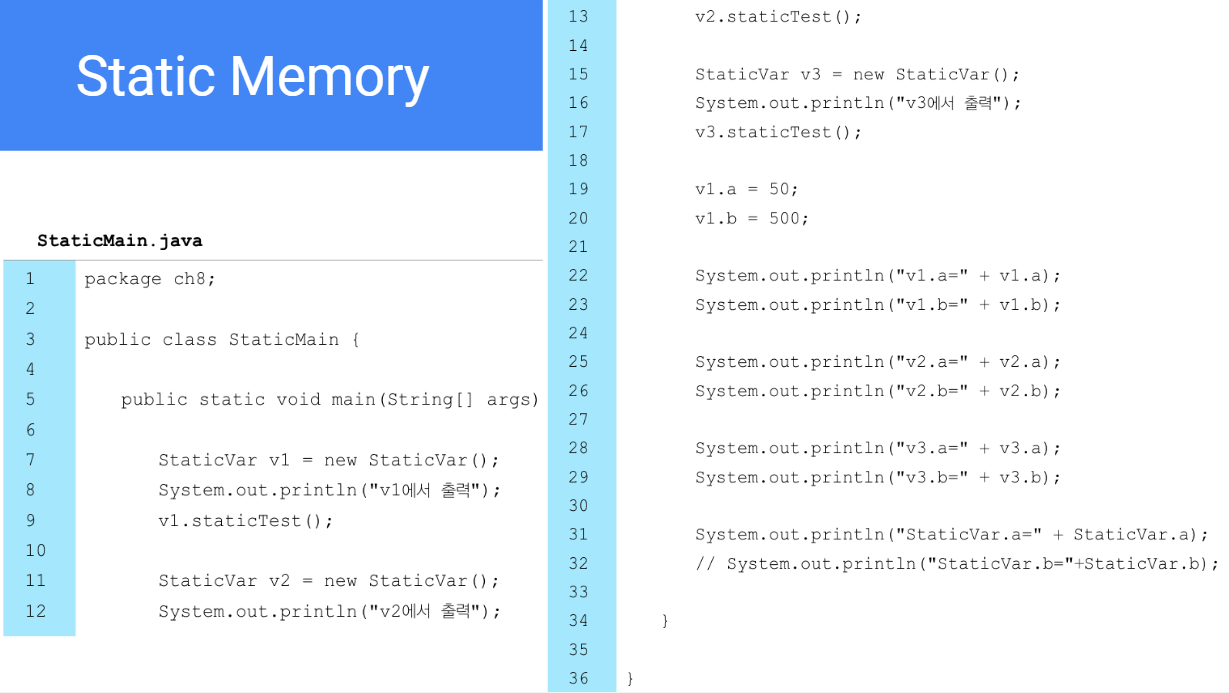 Static Memory
StaticMain.java
1 package ch8;
2
3 public class StaticMain {
4
5 public static void main(String[] args)
6
7 StaticVar v1 = new StaticVar();
8 System.out.println("v1에서 출력");
9 v1.staticTest();
10
11 StaticVar v2 = new StaticVar();
12 System.out.println("v2에서 출력");
13 v2.staticTest();
14
15 StaticVar v3 = new StaticVar();
16 System.out.println("v3에서 출력");
17 v3.staticTest();
18
19 v1.a = 50;
20 v1.b = 500;
21
22 System.out.println("v1.a=" + v1.a);
23 System.out.println("v1.b=" + v1.b);
24
25 System.out.println("v2.a=" + v2.a);
26 System.out.println("v2.b=" + v2.b);
27
28 System.out.println("v3.a=" + v3.a);
29 System.out.println("v3.b=" + v3.b);
30
31 System.out.println("StaticVar.a=" + StaticVar.a);
32 // System.out.println("StaticVar.b="+StaticVar.b);
33
34 }
35
36 }